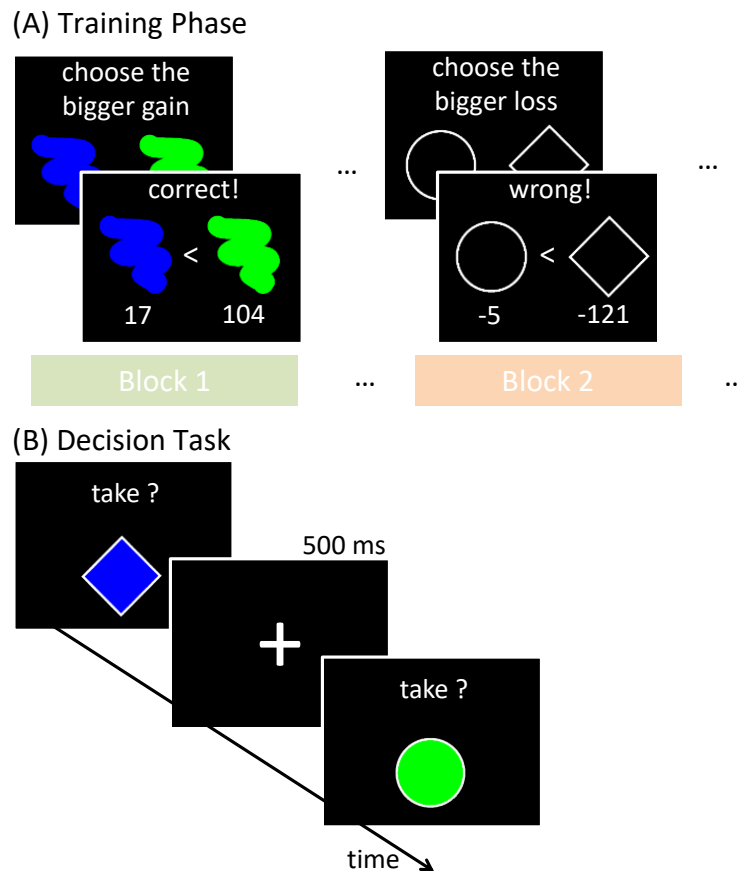 (A) Training Phase
choose the
bigger gain
correct!
<
17 104
...
choose the
bigger loss
wrong!
<
-5 -121
...
Block 1
...
Block 2
..
(B) Decision Task
take ?
500 ms
take ?
time